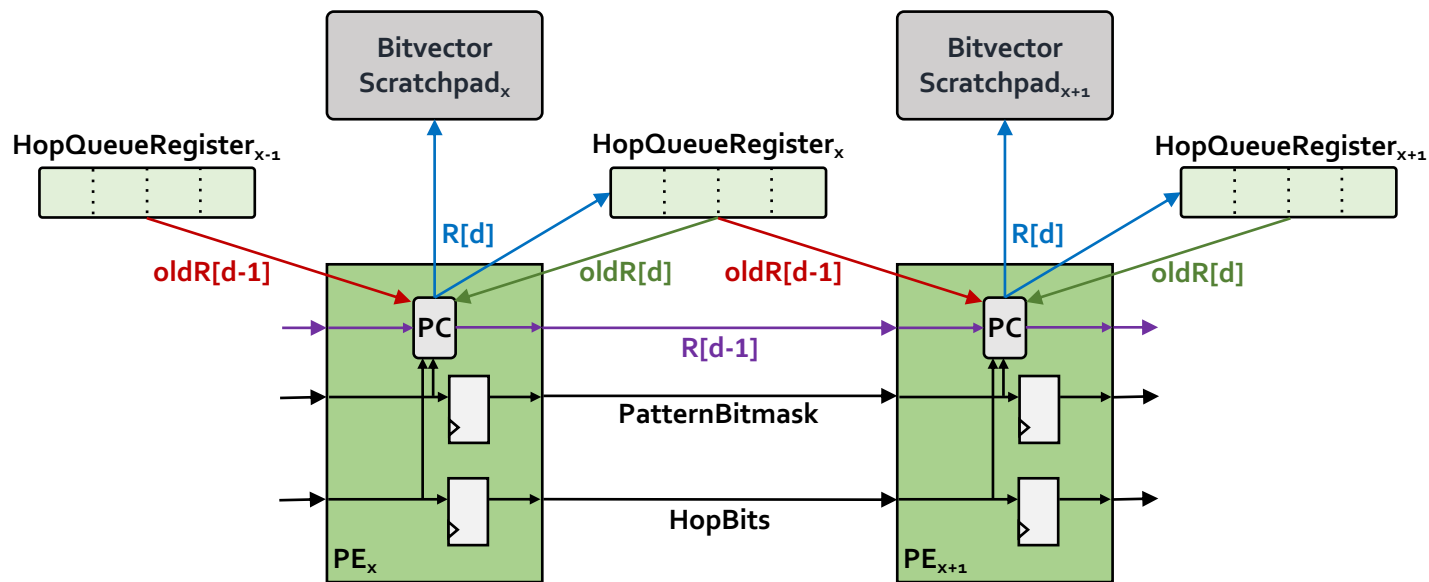 Bitvector
Scratchpadₓ
Bitvector
Scratchpadₓ₊₁
HopQueueRegisterₓ₋₁
HopQueueRegisterₓ
HopQueueRegisterₓ₊₁
R[d]
R[d]
oldR[d-1]
oldR[d]
oldR[d-1]
oldR[d]
PC
PC
R[d-1]
PatternBitmask
HopBits
PEₓ
PEₓ₊₁